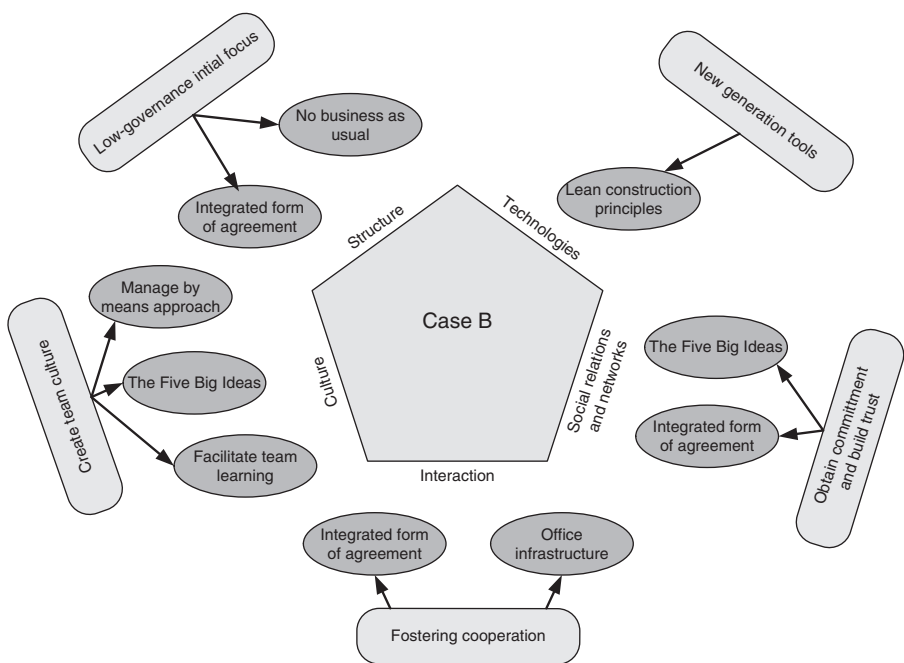 Low-governance intial focus
No business as
usual
Integrated form
of agreement
New generation tools
Lean construction
principles
Structure
Technologies
Case B
Culture
Social relations
and networks
Interaction
Manage by
means approach
The Five Big Ideas
Facilitate team
learning
Create team culture
The Five Big Ideas
Integrated form
of agreement
Obtain committment
and build trust
Integrated form
of agreement
Office
infrastructure
Fostering cooperation